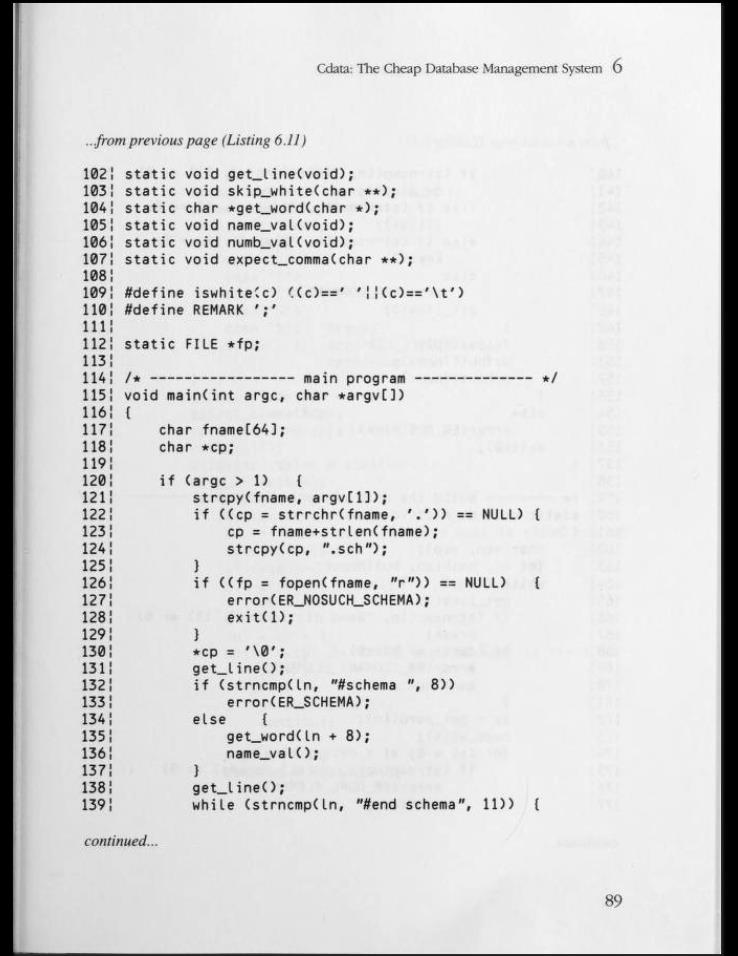 Cdata: The Cheap Database Management System 6
...from previous page (Listing 6.11)
102¦ static void get_line(void);
103¦ static void skip_white(char **);
104¦ static char *get_word(char *);
105¦ static void name_val(void);
106¦ static void numb_val(void);
107¦ static void expect_comma(char **);
108¦
109¦ #define iswhite(c) ((c)==' '||(c)=='\t')
110¦ #define REMARK ';'
111¦
112¦ static FILE *fp;
113¦
114¦ /* ----------------- main program -------------- */
115¦ void main(int argc, char *argv[])
116¦ {
117¦     char fname[64];
118¦     char *cp;
119¦
120¦     if (argc > 1)   {
121¦         strcpy(fname, argv[1]);
122¦         if ((cp = strrchr(fname, '.')) == NULL) {
123¦             cp = fname+strlen(fname);
124¦             strcpy(cp, ".sch");
125¦         }
126¦         if ((fp = fopen(fname, "r")) == NULL)   {
127¦             error(ER_NOSUCH_SCHEMA);
128¦             exit(1);
129¦         }
130¦         *cp = '\0';
131¦         get_line();
132¦         if (strncmp(ln, "#schema ", 8))
133¦             error(ER_SCHEMA);
134¦         else    {
135¦             get_word(ln + 8);
136¦             name_val();
137¦         }
138¦         get_line();
139¦         while (strncmp(ln, "#end schema", 11))  {
continued...
89